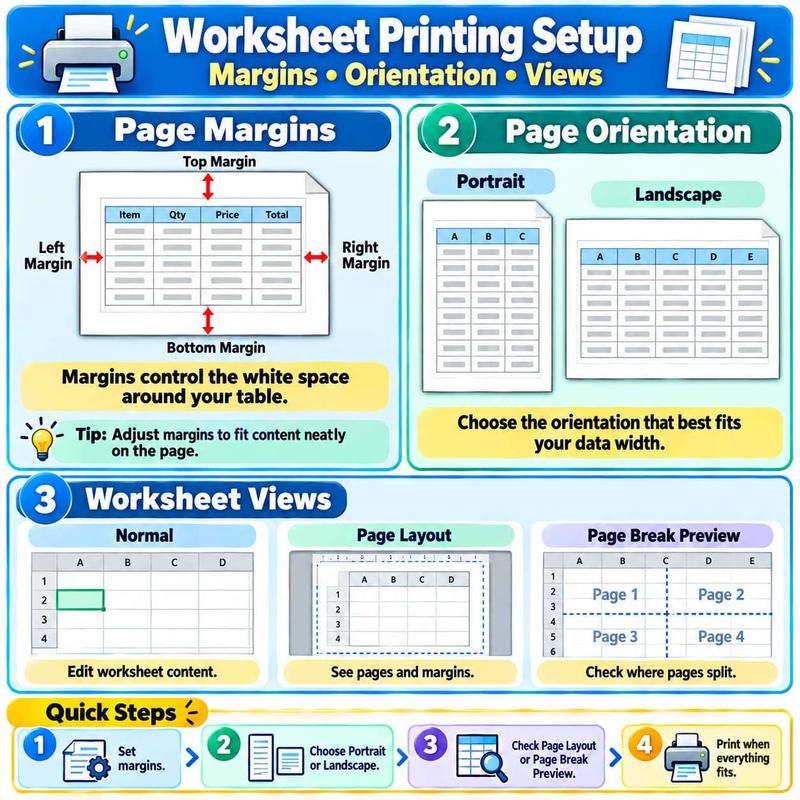 Worksheet Printing Setup
Margins • Orientation • Views
1 Page Margins
Top Margin
Left
Margin
Item Qty Price Total
Right
Margin
Bottom Margin
Margins control the white space
around your table.
Tip: Adjust margins to fit content neatly
on the page.
2 Page Orientation
Portrait
A B C
Landscape
A B C D E
Choose the orientation that best fits
your data width.
3 Worksheet Views
Normal
A B C D
1
2
3
4
Edit worksheet content.
Page Layout
A B C D
1
2
3
4
See pages and margins.
Page Break Preview
A B C D E
1
2
3
4
5
6
Page 1 Page 2
Page 3 Page 4
Check where pages split.
Quick Steps
1 Set
margins.
2 Choose Portrait
or Landscape.
3 Check Page Layout
or Page Break
Preview.
4 Print when
everything
fits.